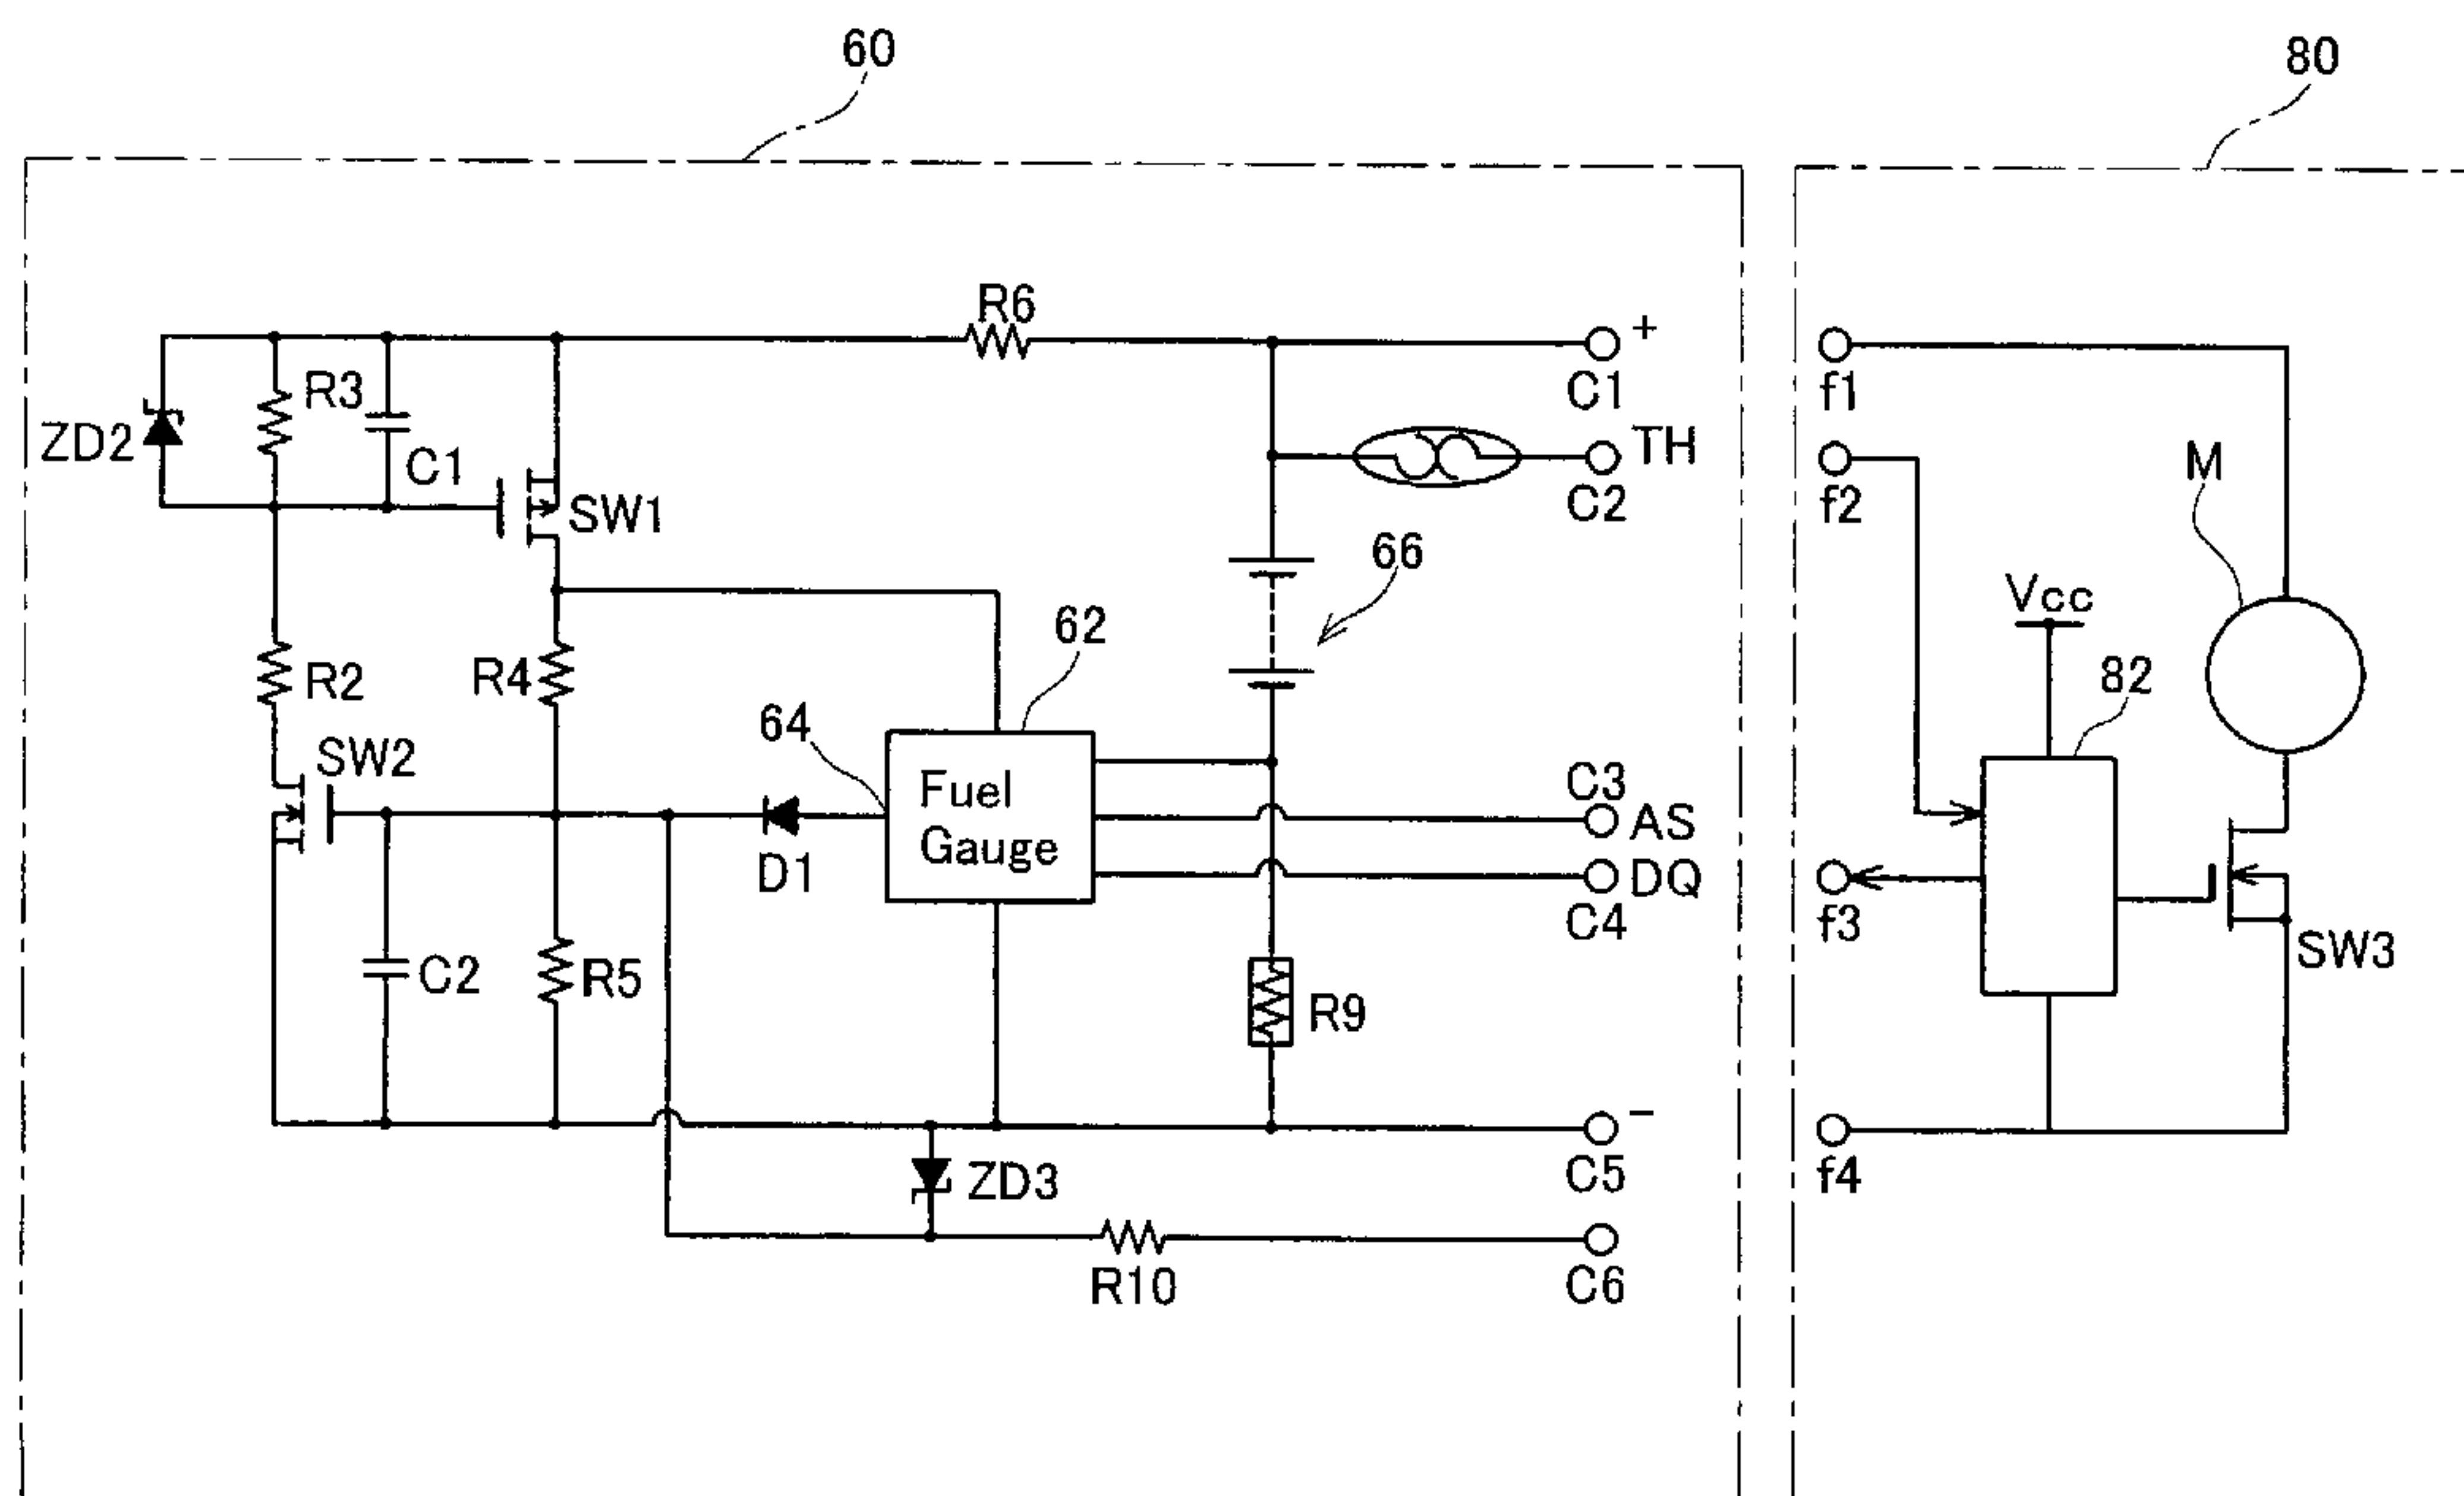 60
80
R6
+
C1
f1
R3
ZD2
C1
TH
C2
f2
M
SW1
66
Vcc
62
R2
R4
64
82
SW2
Fuel
Gauge
C3
AS
D1
DQ
C4
f3
SW3
C2
R5
R9
−
ZD3
C5
f4
R10
C6